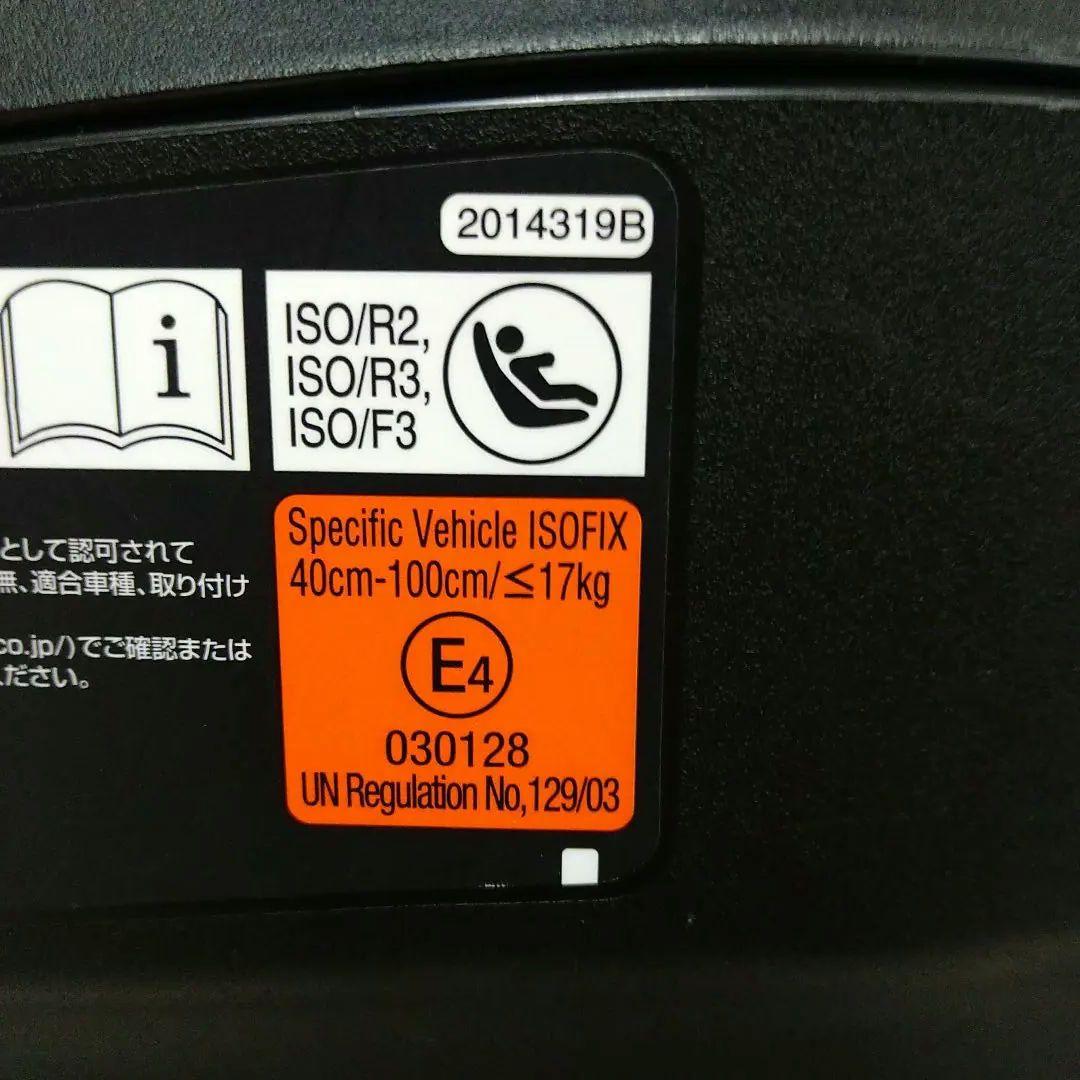 2014319B
i
ISO/R2,
ISO/R3,
ISO/F3
Specific Vehicle ISOFIX
40cm-100cm/≤17kg
E4
030128
UN Regulation No,129/03
として認可されて
無、適合車種、取り付け
co.jp/)でご確認または
ください。